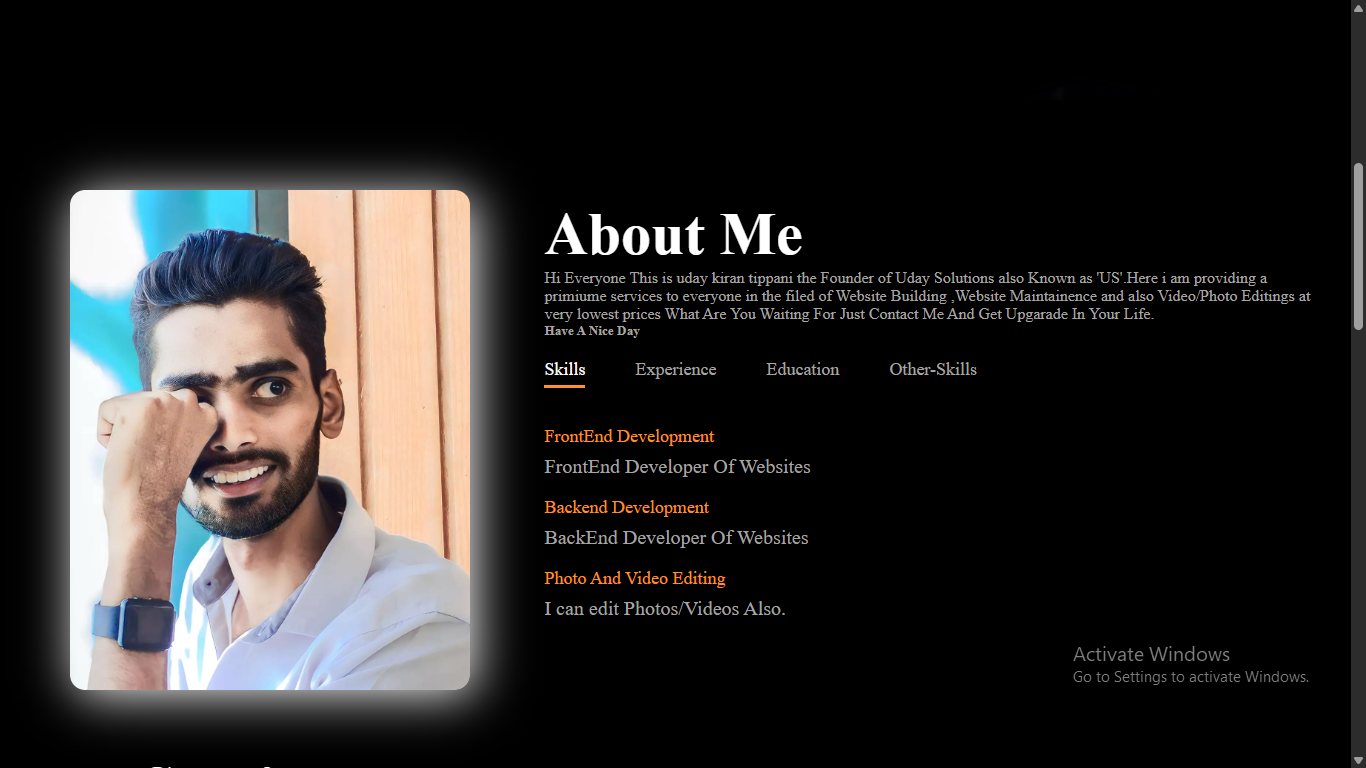 About Me
Hi Everyone This is uday kiran tippani the Founder of Uday Solutions also Known as 'US'.Here i am providing a
primiume services to everyone in the filed of Website Building ,Website Maintainence and also Video/Photo Editings at
very lowest prices What Are You Waiting For Just Contact Me And Get Upgarade In Your Life.
Have A Nice Day
Skills Experience Education Other-Skills
FrontEnd Development
FrontEnd Developer Of Websites
Backend Development
BackEnd Developer Of Websites
Photo And Video Editing
I can edit Photos/Videos Also.
Activate Windows
Go to Settings to activate Windows.